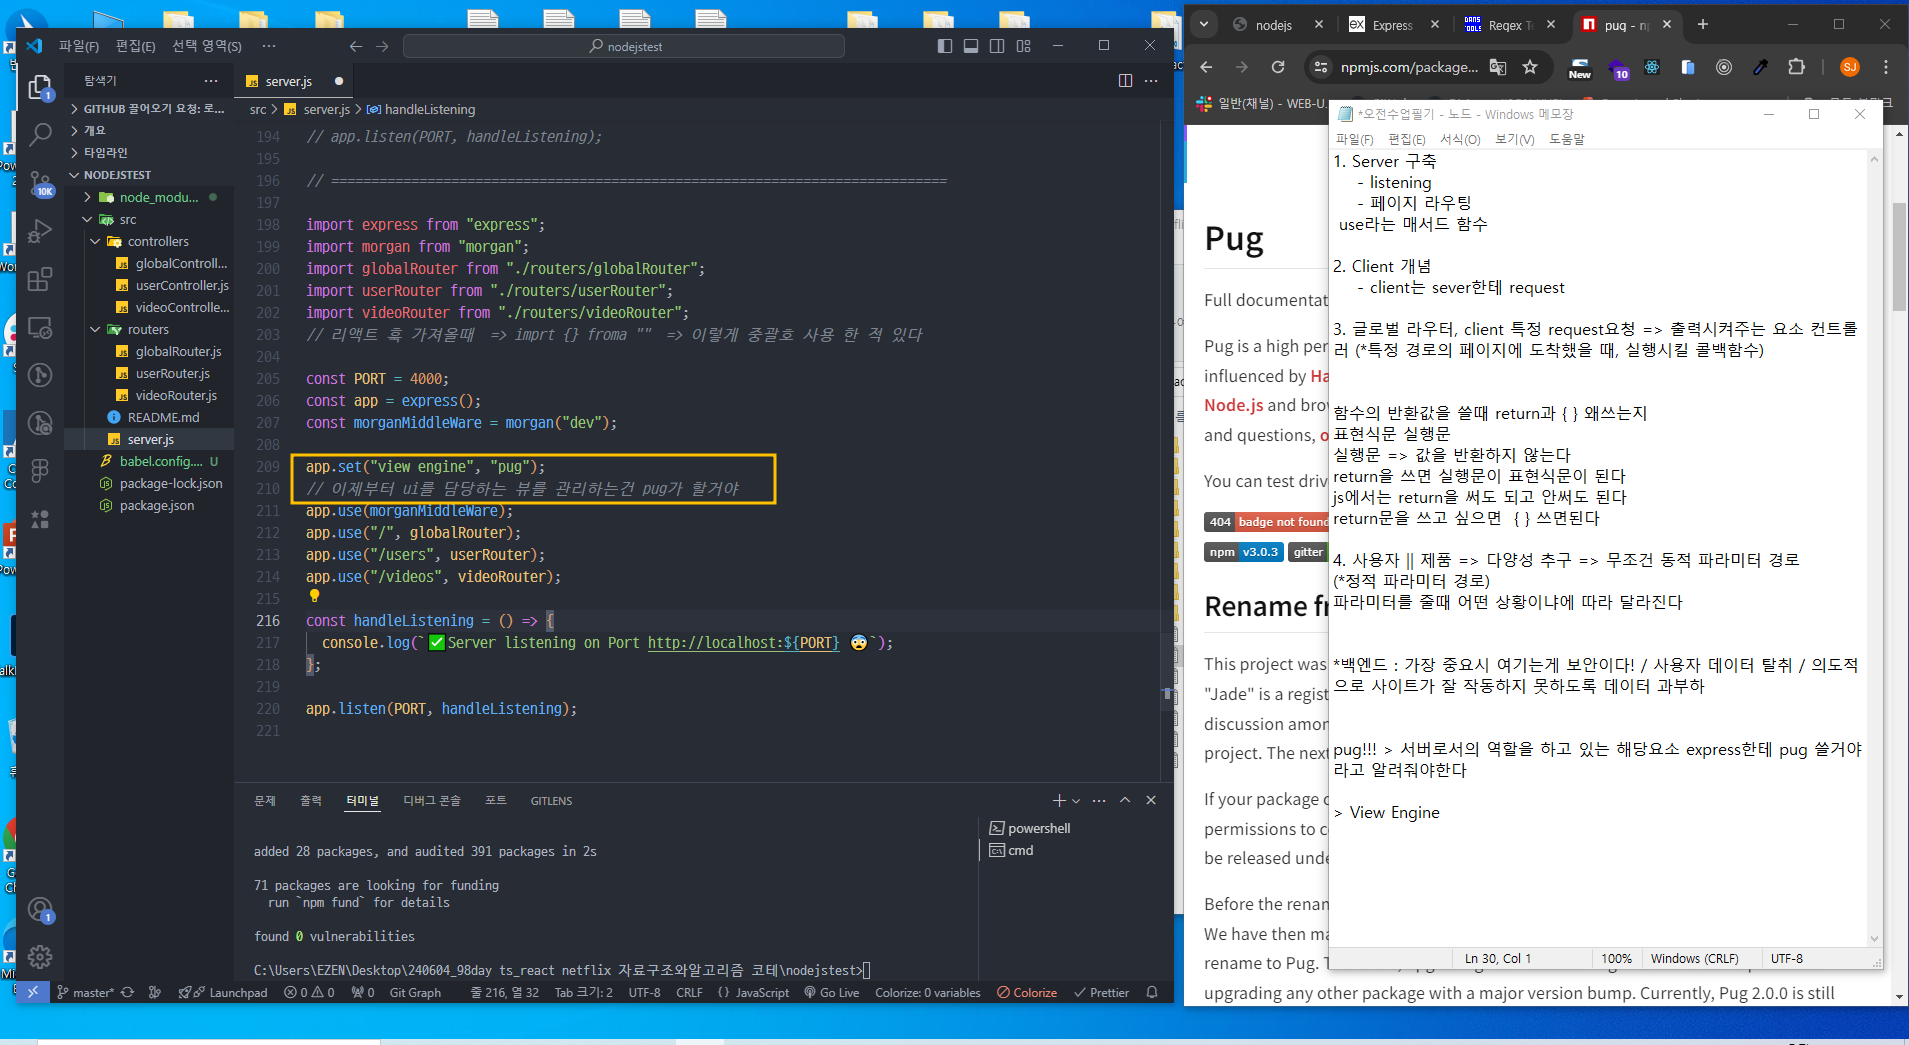 파일(F) 편집(E) 선택 영역(S) ···
nodejstest
탐색기
GITHUB 끌어오기 요청: 로...
개요
타임라인
NODEJSTEST
node_modu...
src
controllers
globalControll...
userController.js
videoControlle...
routers
globalRouter.js
userRouter.js
videoRouter.js
README.md
server.js
babel.config.... U
package-lock.json
package.json
1
10K
1
server.js
src > server.js > handleListening
194 // app.listen(PORT, handleListening);
195
196 // =============================================================================
197
198 import express from "express";
199 import morgan from "morgan";
200 import globalRouter from "./routers/globalRouter";
201 import userRouter from "./routers/userRouter";
202 import videoRouter from "./routers/videoRouter";
203 // 리액트 훅 가져올때 => imprt {} froma "" => 이렇게 중괄호 사용 한 적 있다
204
205 const PORT = 4000;
206 const app = express();
207 const morganMiddleWare = morgan("dev");
208
209 app.set("view engine", "pug");
210 // 이제부터 ui를 담당하는 뷰를 관리하는건 pug가 할거야
211 app.use(morganMiddleWare);
212 app.use("/", globalRouter);
213 app.use("/users", userRouter);
214 app.use("/videos", videoRouter);
215
216 const handleListening = () => {
217 console.log(`✅Server listening on Port http://localhost:${PORT} 😨`);
218 };
219
220 app.listen(PORT, handleListening);
221
문제 출력 터미널 디버그 콘솔 포트 GITLENS
powershell
cmd
added 28 packages, and audited 391 packages in 2s
71 packages are looking for funding
run `npm fund` for details
found 0 vulnerabilities
C:\Users\EZEN\Desktop\240604_98day ts_react netflix 자료구조와알고리즘 코테\nodejstest>
master* Launchpad 0 0 0 Git Graph 줄 216, 열 32 Tab 크기: 2 UTF-8 CRLF {} JavaScript Go Live Colorize: 0 variables Colorize Prettier
nodejs Express Regex Te pug - np
npmjs.com/package...
New 10 SJ
일반(채널) - WEB-U...
Pug
Full documentat
Pug is a high per
influenced by Ha
Node.js and brow
and questions, o
You can test driv
404 badge not found
npm v3.0.3 gitter
Rename fr
This project was
"Jade" is a regist
discussion amon
project. The next
If your package o
permissions to c
be released unde
Before the renan
We have then ma
rename to Pug. T
upgrading any other package with a major version bump. Currently, Pug 2.0.0 is still
*오전수업필기 - 노드 - Windows 메모장
파일(F) 편집(E) 서식(O) 보기(V) 도움말
1. Server 구축
- listening
- 페이지 라우팅
use라는 매서드 함수
2. Client 개념
- client는 sever한테 request
3. 글로벌 라우터, client 특정 request요청 => 출력시켜주는 요소 컨트롤
러 (*특정 경로의 페이지에 도착했을 때, 실행시킬 콜백함수)
함수의 반환값을 쓸때 return과 { } 왜쓰는지
표현식문 실행문
실행문 => 값을 반환하지 않는다
return을 쓰면 실행문이 표현식문이 된다
js에서는 return을 써도 되고 안써도 된다
return문을 쓰고 싶으면 { } 쓰면된다
4. 사용자 || 제품 => 다양성 추구 => 무조건 동적 파라미터 경로
(*정적 파라미터 경로)
파라미터를 줄때 어떤 상황이냐에 따라 달라진다
*백엔드 : 가장 중요시 여기는게 보안이다! / 사용자 데이터 탈취 / 의도적
으로 사이트가 잘 작동하지 못하도록 데이터 과부하
pug!!! > 서버로서의 역할을 하고 있는 해당요소 express한테 pug 쓸거야
라고 알려줘야한다
> View Engine
Ln 30, Col 1 100% Windows (CRLF) UTF-8